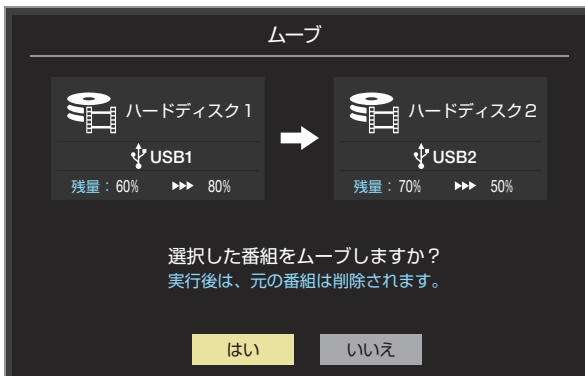 ムーブ
ハードディスク1
USB1
残量：60% ▸▸▸ 80%
ハードディスク2
USB2
残量：70% ▸▸▸ 50%
選択した番組をムーブしますか？
実行後は、元の番組は削除されます。
はい
いいえ